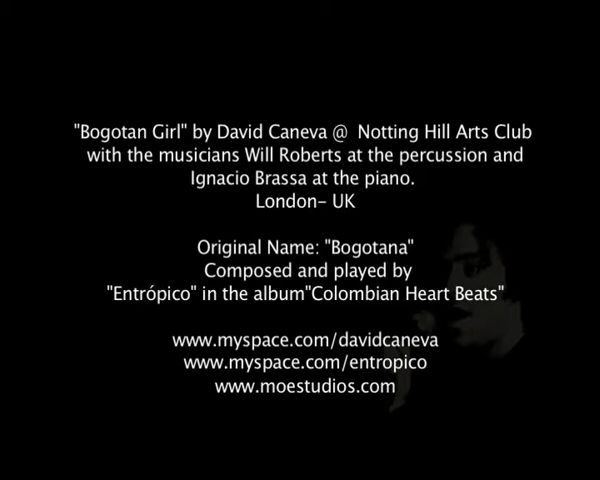 "Bogotan Girl" by David Caneva @  Notting Hill Arts Club
with the musicians Will Roberts at the percussion and
Ignacio Brassa at the piano.
London- UK
Original Name: "Bogotana"
Composed and played by
"Entrópico" in the album"Colombian Heart Beats"
www.myspace.com/davidcaneva
www.myspace.com/entropico
www.moestudios.com